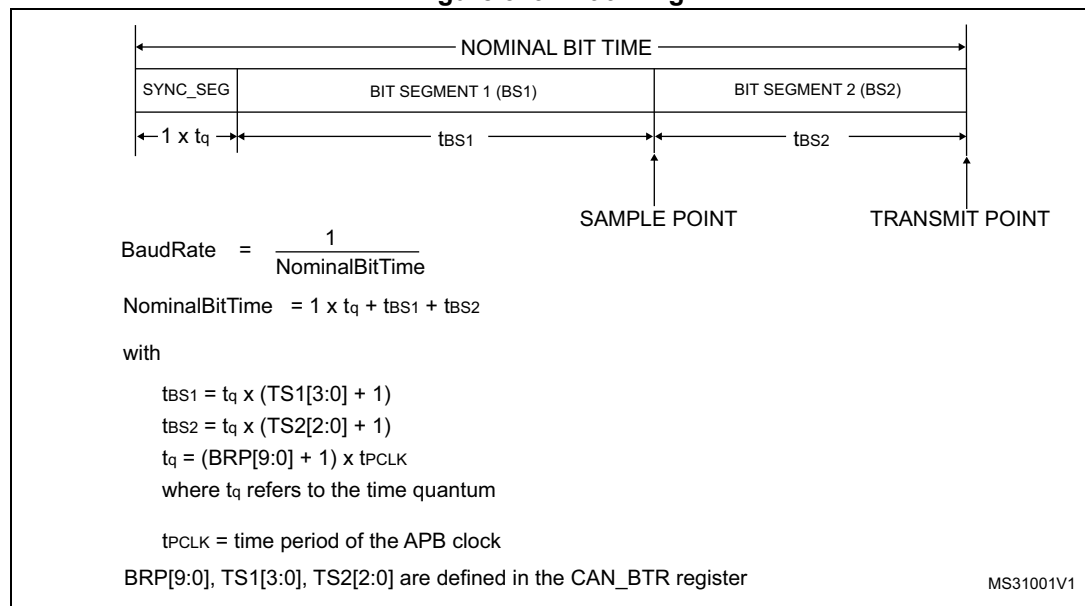 NOMINAL BIT TIME
SYNC_SEG BIT SEGMENT 1 (BS1) BIT SEGMENT 2 (BS2)
1 x tq tBS1 tBS2
SAMPLE POINT TRANSMIT POINT
BaudRate = 1
NominalBitTime
NominalBitTime = 1 x tq + tBS1 + tBS2
with
tBS1 = tq x (TS1[3:0] + 1)
tBS2 = tq x (TS2[2:0] + 1)
tq = (BRP[9:0] + 1) x tPCLK
where tq refers to the time quantum
tPCLK = time period of the APB clock
BRP[9:0], TS1[3:0], TS2[2:0] are defined in the CAN_BTR register
MS31001V1